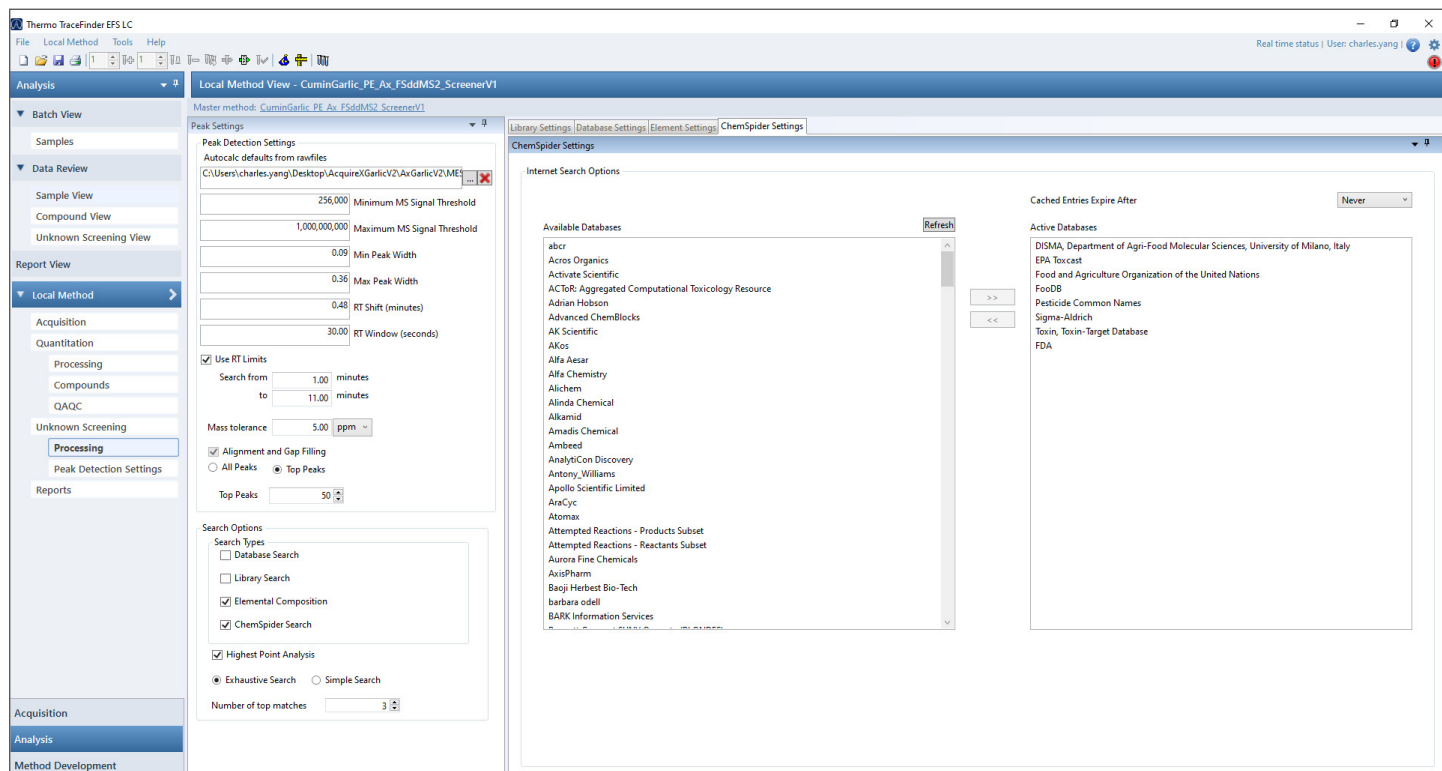 Thermo TraceFinder EFS LC
File Local Method Tools Help
Real time status | User: charles.yang |
1 1
Analysis
Batch View
Samples
Data Review
Sample View
Compound View
Unknown Screening View
Report View
Local Method
Acquisition
Quantitation
Processing
Compounds
QAQC
Unknown Screening
Processing
Peak Detection Settings
Reports
Acquisition
Analysis
Method Development
Local Method View - CuminGarlic_PE_Ax_FSddMS2_ScreenerV1
Master method: CuminGarlic_PE_Ax_FSddMS2_ScreenerV1
Peak Settings
Peak Detection Settings
Autocalc defaults from rawfiles
C:\Users\charles.yang\Desktop\AcquireXGarlicV2\AxGarlicV2\MES ...
256,000 Minimum MS Signal Threshold
1,000,000,000 Maximum MS Signal Threshold
0.09 Min Peak Width
0.36 Max Peak Width
0.48 RT Shift (minutes)
30.00 RT Window (seconds)
Use RT Limits
Search from 1.00 minutes
to 11.00 minutes
Mass tolerance 5.00 ppm
Alignment and Gap Filling
All Peaks Top Peaks
Top Peaks 50
Search Options
Search Types
Database Search
Library Search
Elemental Composition
ChemSpider Search
Highest Point Analysis
Exhaustive Search Simple Search
Number of top matches 3
Library Settings Database Settings Element Settings ChemSpider Settings
ChemSpider Settings
Internet Search Options
Cached Entries Expire After Never
Available Databases Refresh
abcr
Acros Organics
Activate Scientific
ACToR: Aggregated Computational Toxicology Resource
Adrian Hobson
Advanced ChemBlocks
AK Scientific
AKos
Alfa Aesar
Alfa Chemistry
Alichem
Alinda Chemical
Alkamid
Amadis Chemical
Ambeed
AnalytiCon Discovery
Antony_Williams
Apollo Scientific Limited
AraCyc
Atomax
Attempted Reactions - Products Subset
Attempted Reactions - Reactants Subset
Aurora Fine Chemicals
AxisPharm
Baoji Herbest Bio-Tech
barbara odell
BARK Information Services
>>
<<
Active Databases
DISMA, Department of Agri-Food Molecular Sciences, University of Milano, Italy
EPA Toxcast
Food and Agriculture Organization of the United Nations
FooDB
Pesticide Common Names
Sigma-Aldrich
Toxin, Toxin-Target Database
FDA